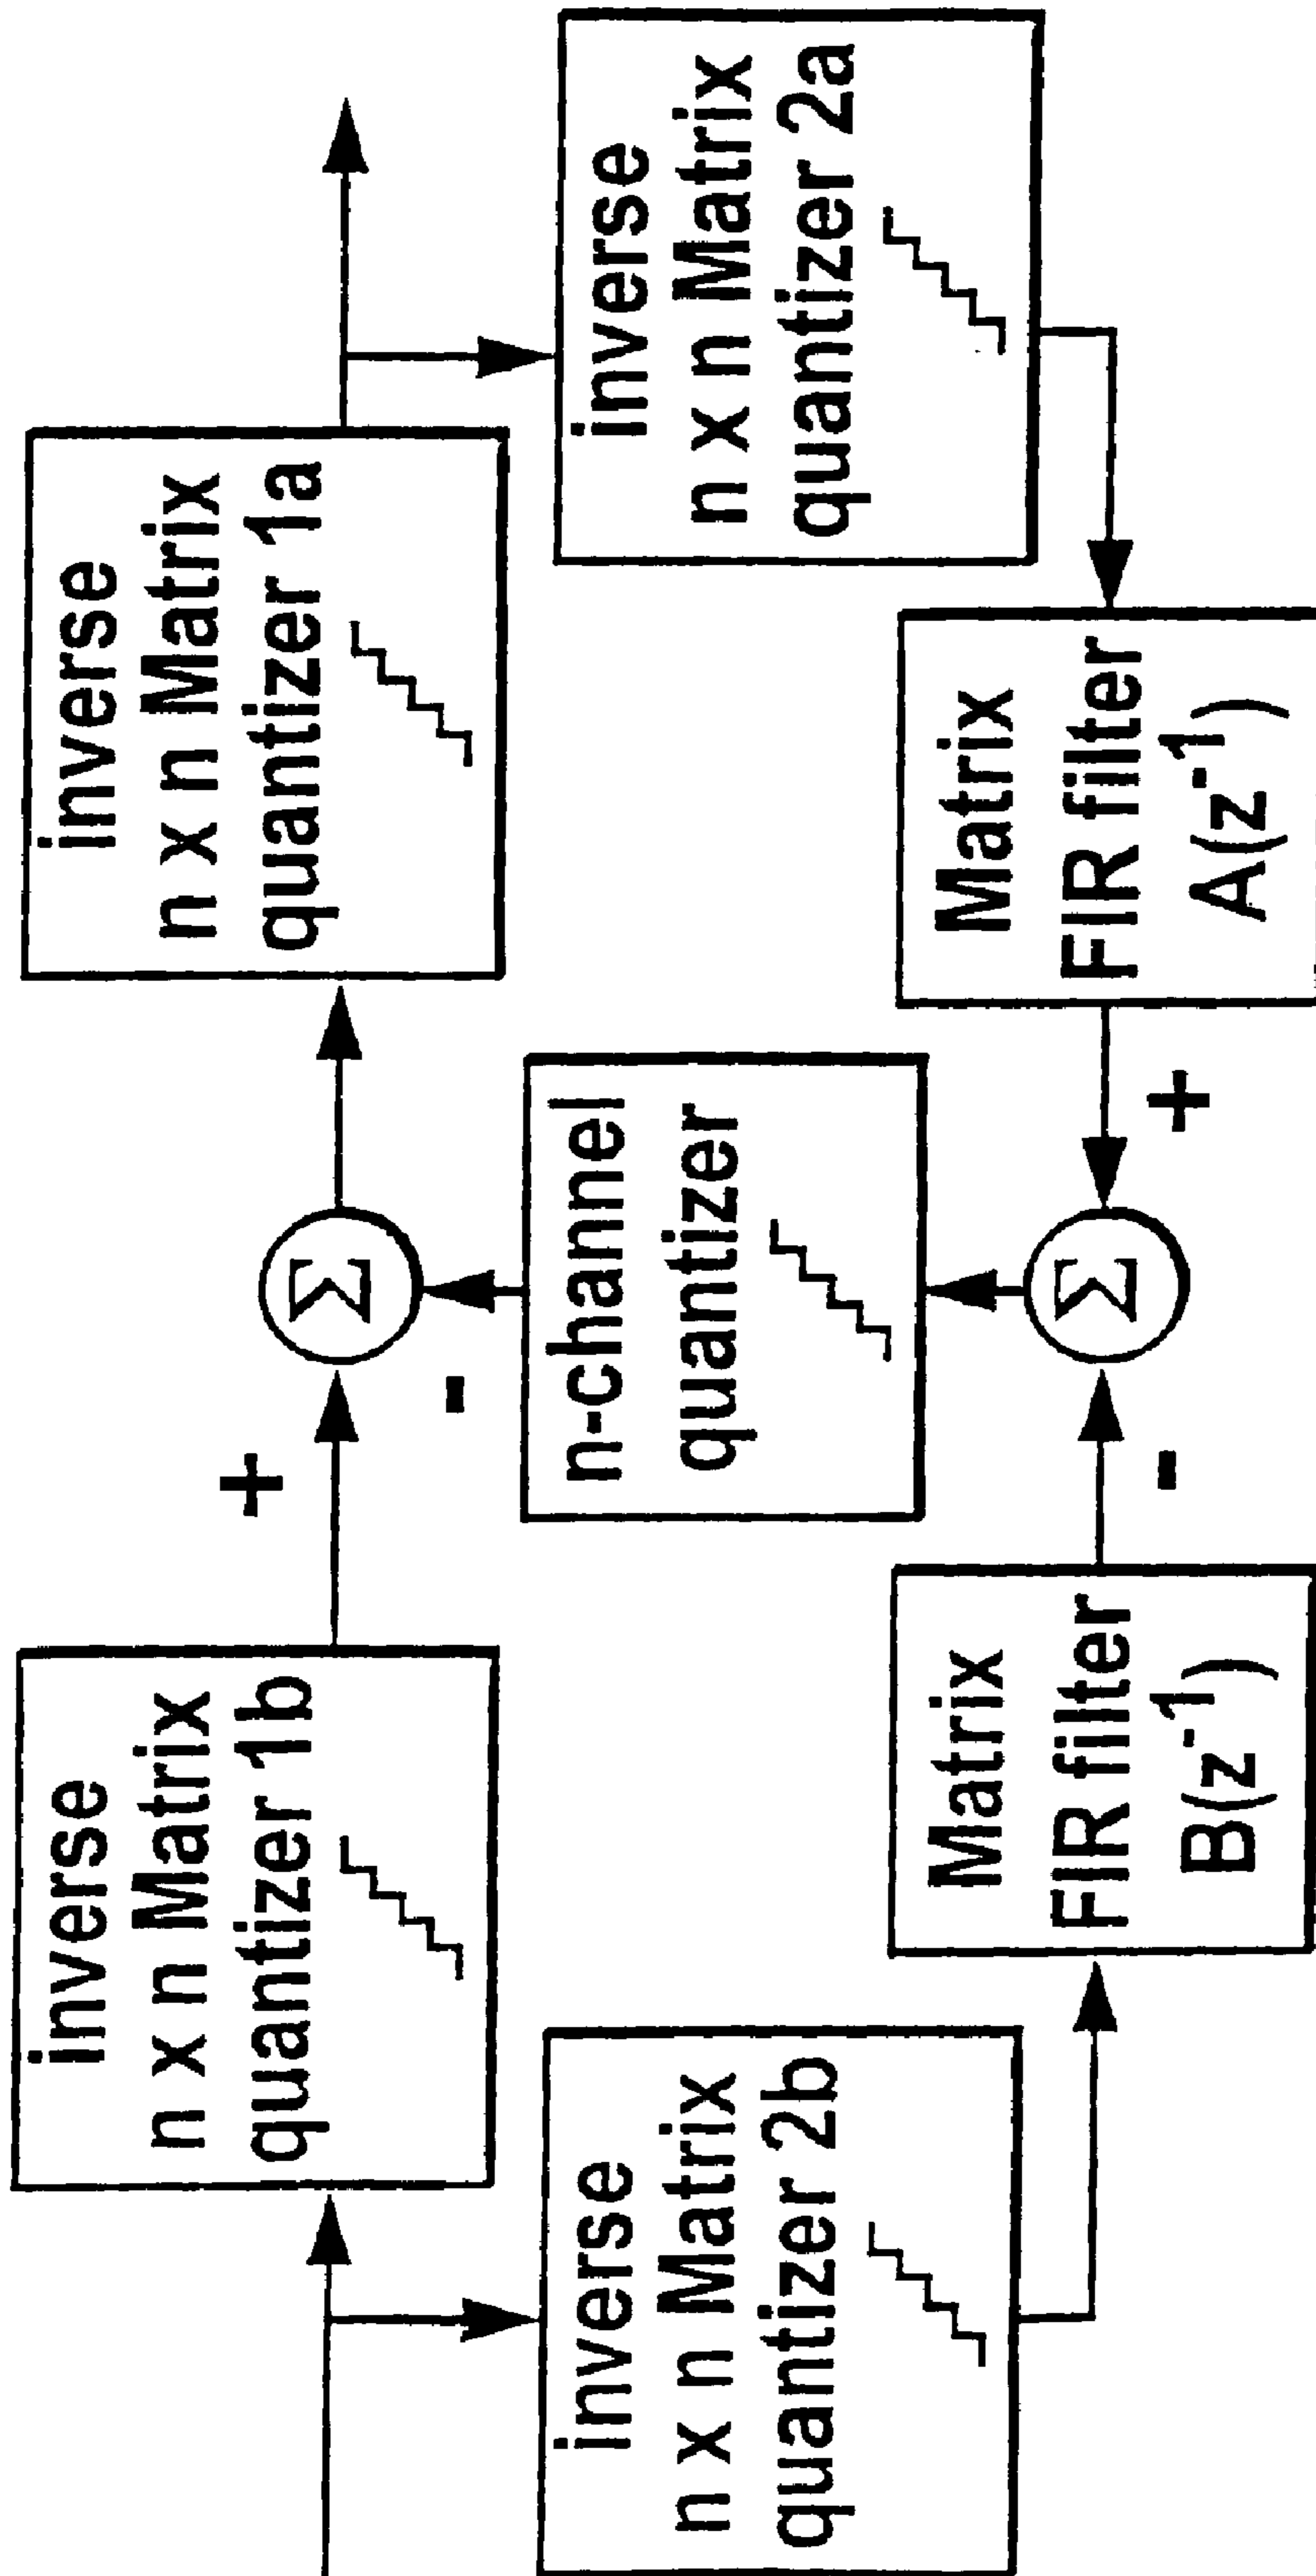 inverse
n x n Matrix
quantizer 1b
+
-
Σ
inverse
n x n Matrix
quantizer 1a
inverse
n x n Matrix
quantizer 2b
n-channel
quantizer
inverse
n x n Matrix
quantizer 2a
Matrix
FIR filter
B(z⁻¹)
-
Σ
+
Matrix
FIR filter
A(z⁻¹)